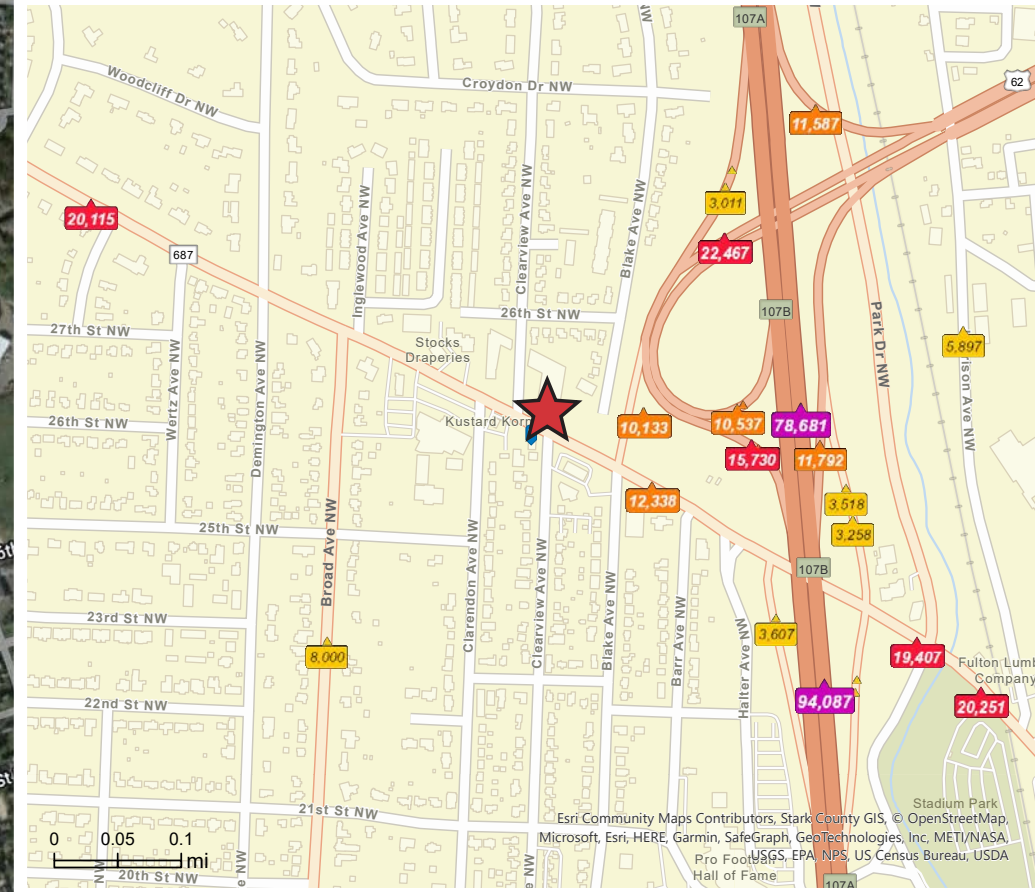 107A
62
Croydon Dr NW
Woodcliff Dr NW
NW
11,587
3,011
20,115
687
22,467
Inglewood Ave NW
Clearview Ave NW
Blake Ave NW
107B
Park Dr NW
26th St NW
27th St NW
Stocks
Draperies
5,897
rison Ave NW
Wertz Ave NW
Demington Ave NW
26th St NW
Kustard Korn
10,133
10,537
78,681
15,730
11,792
12,338
3,518
3,258
25th St NW
Broad Ave NW
Clarendon Ave NW
Clearview Ave NW
Blake Ave NW
Barr Ave NW
107B
23rd St NW
3,607
Halter Ave NW
8,000
19,407
Fulton Lumb
Company
94,087
20,251
22nd St NW
21st St NW
Stadium Park
0 0.05 0.1
mi
Esri Community Maps Contributors, Stark County GIS, © OpenStreetMap,
Microsoft, Esri, HERE, Garmin, SafeGraph, GeoTechnologies, Inc, METI/NASA,
USGS, EPA, NPS, US Census Bureau, USDA
Pro Football
Hall of Fame
20th St NW
NW
e NW
107A